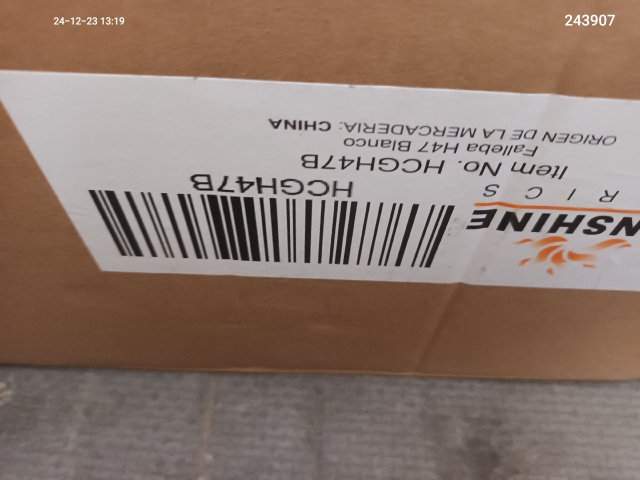 24-12-23 13:19
243907
NSHINE
RICS
HCGH47B
Item No. HCGH47B
Falleba H47 Blanco
ORIGEN DE LA MERCADERIA: CHINA